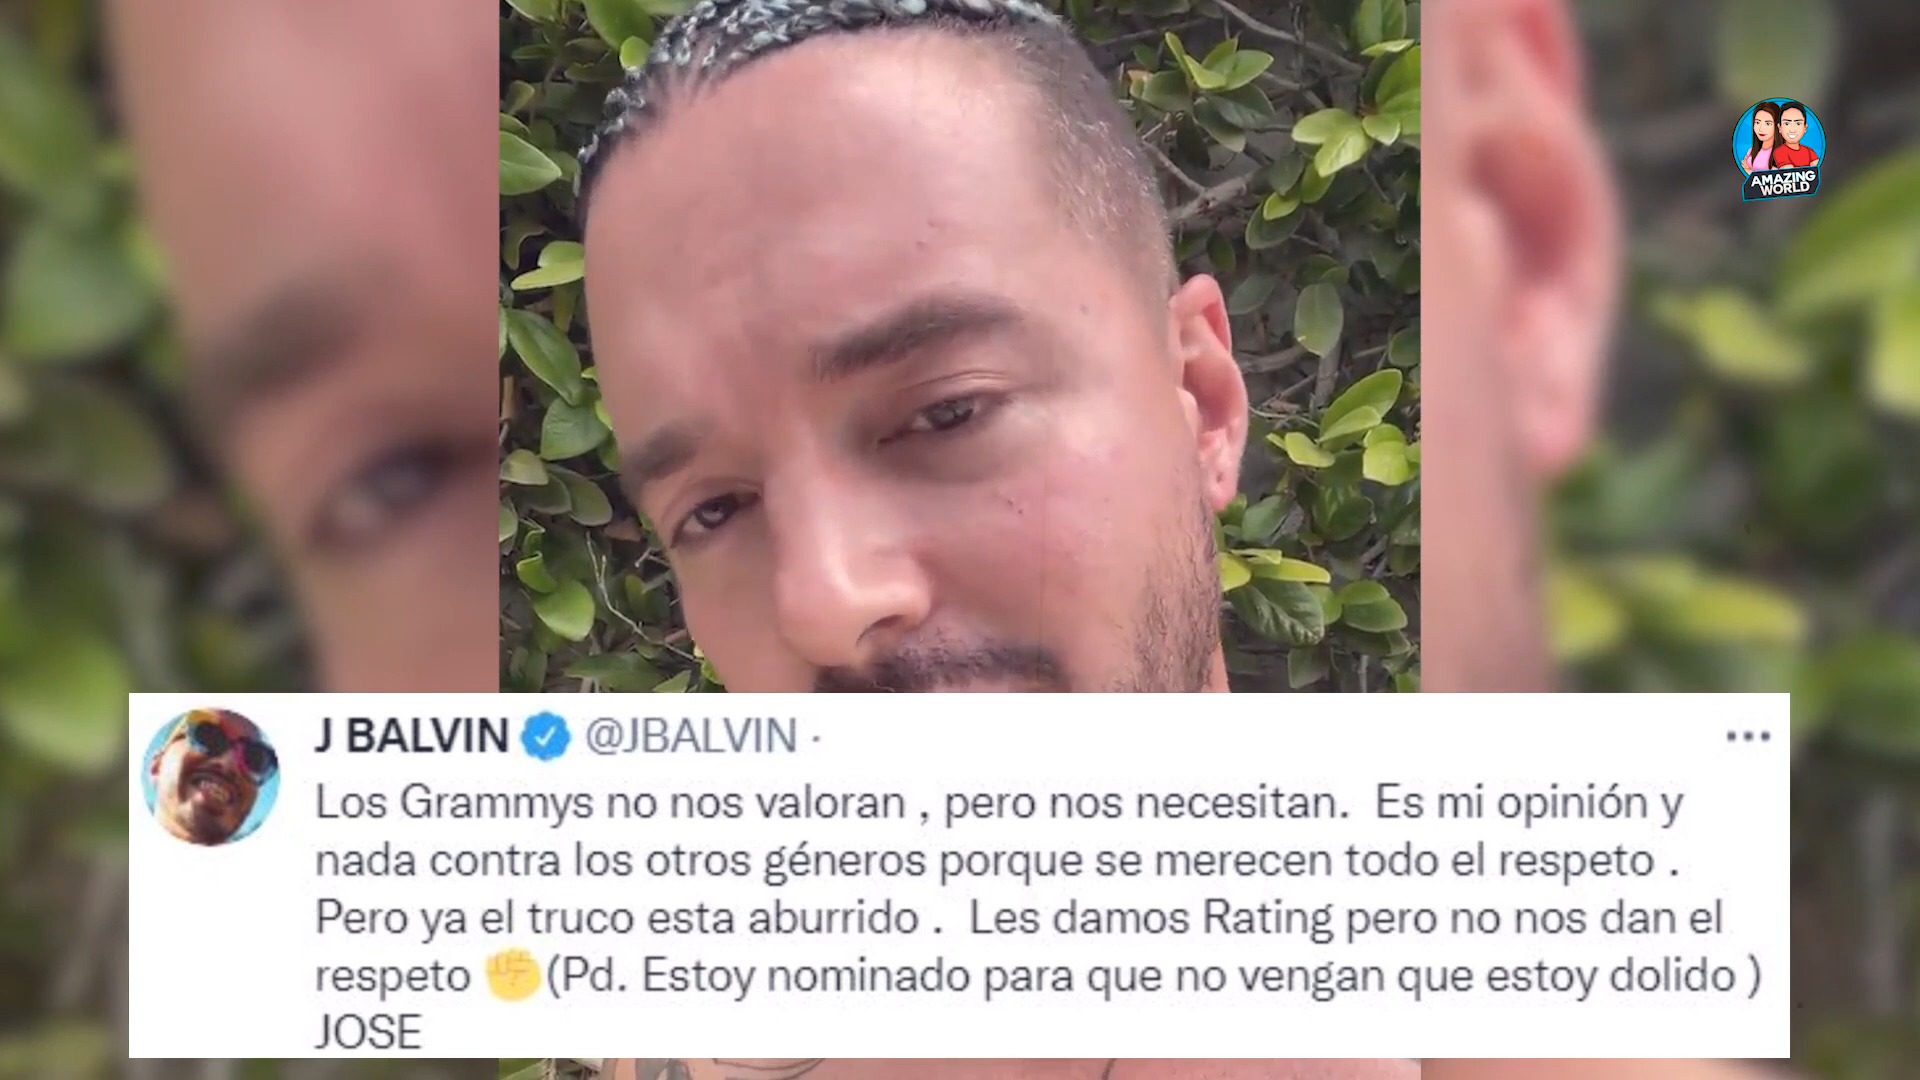 AMAZING
WORLD
J BALVIN @JBALVIN ·
Los Grammys no nos valoran , pero nos necesitan. Es mi opinión y
nada contra los otros géneros porque se merecen todo el respeto .
Pero ya el truco esta aburrido . Les damos Rating pero no nos dan el
respeto ✊(Pd. Estoy nominado para que no vengan que estoy dolido )
JOSE